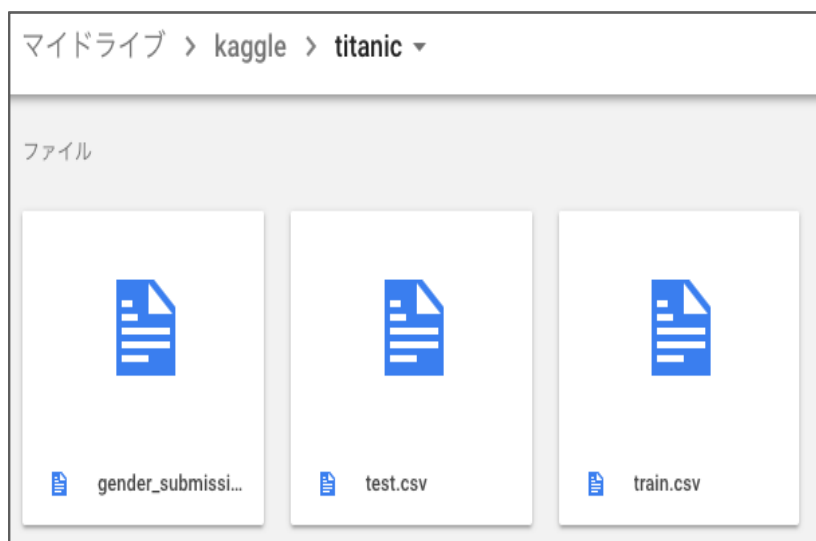 マイドライブ > kaggle > titanic
ファイル
gender_submissi...
test.csv
train.csv